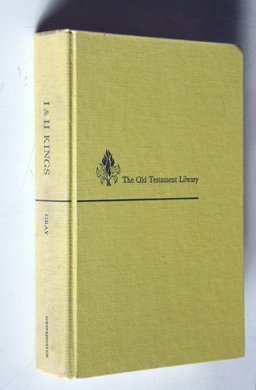 I & II KINGS
GRAY
WESTMINSTER
The Old Testament Library